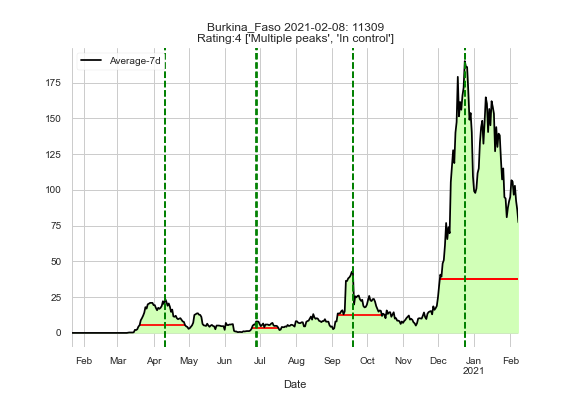 Burkina_Faso 2021-02-08: 11309
Rating:4 ['Multiple peaks', 'In control']
Average-7d
175
150
125
100
75
50
25
0
Feb Mar Apr May Jun Jul Aug Sep Oct Nov Dec Jan Feb
2021
Date